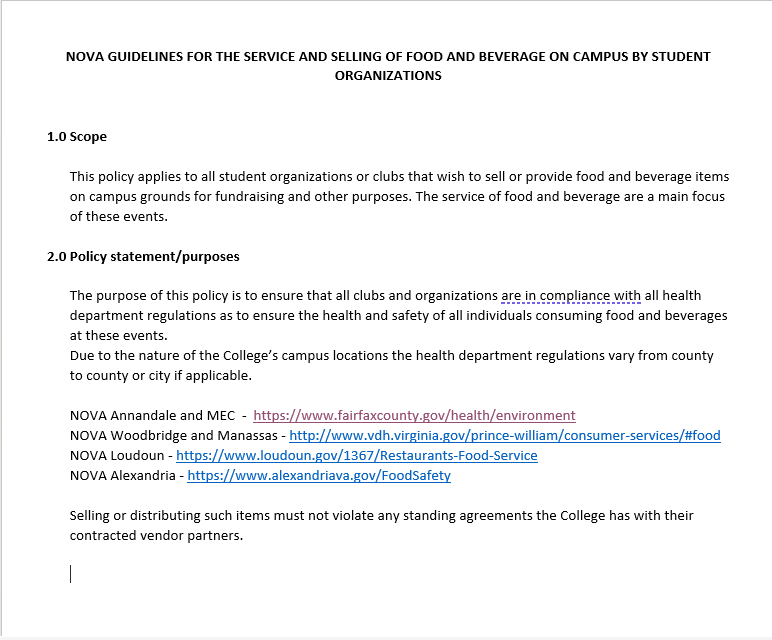 NOVA GUIDELINES FOR THE SERVICE AND SELLING OF FOOD AND BEVERAGE ON CAMPUS BY STUDENT
ORGANIZATIONS
1.0 Scope
This policy applies to all student organizations or clubs that wish to sell or provide food and beverage items
on campus grounds for fundraising and other purposes. The service of food and beverage are a main focus
of these events.
2.0 Policy statement/purposes
The purpose of this policy is to ensure that all clubs and organizations are in compliance with all health
department regulations as to ensure the health and safety of all individuals consuming food and beverages
at these events.
Due to the nature of the College’s campus locations the health department regulations vary from county
to county or city if applicable.
NOVA Annandale and MEC - https://www.fairfaxcounty.gov/health/environment
NOVA Woodbridge and Manassas - http://www.vdh.virginia.gov/prince-william/consumer-services/#food
NOVA Loudoun - https://www.loudoun.gov/1367/Restaurants-Food-Service
NOVA Alexandria - https://www.alexandriava.gov/FoodSafety
Selling or distributing such items must not violate any standing agreements the College has with their
contracted vendor partners.